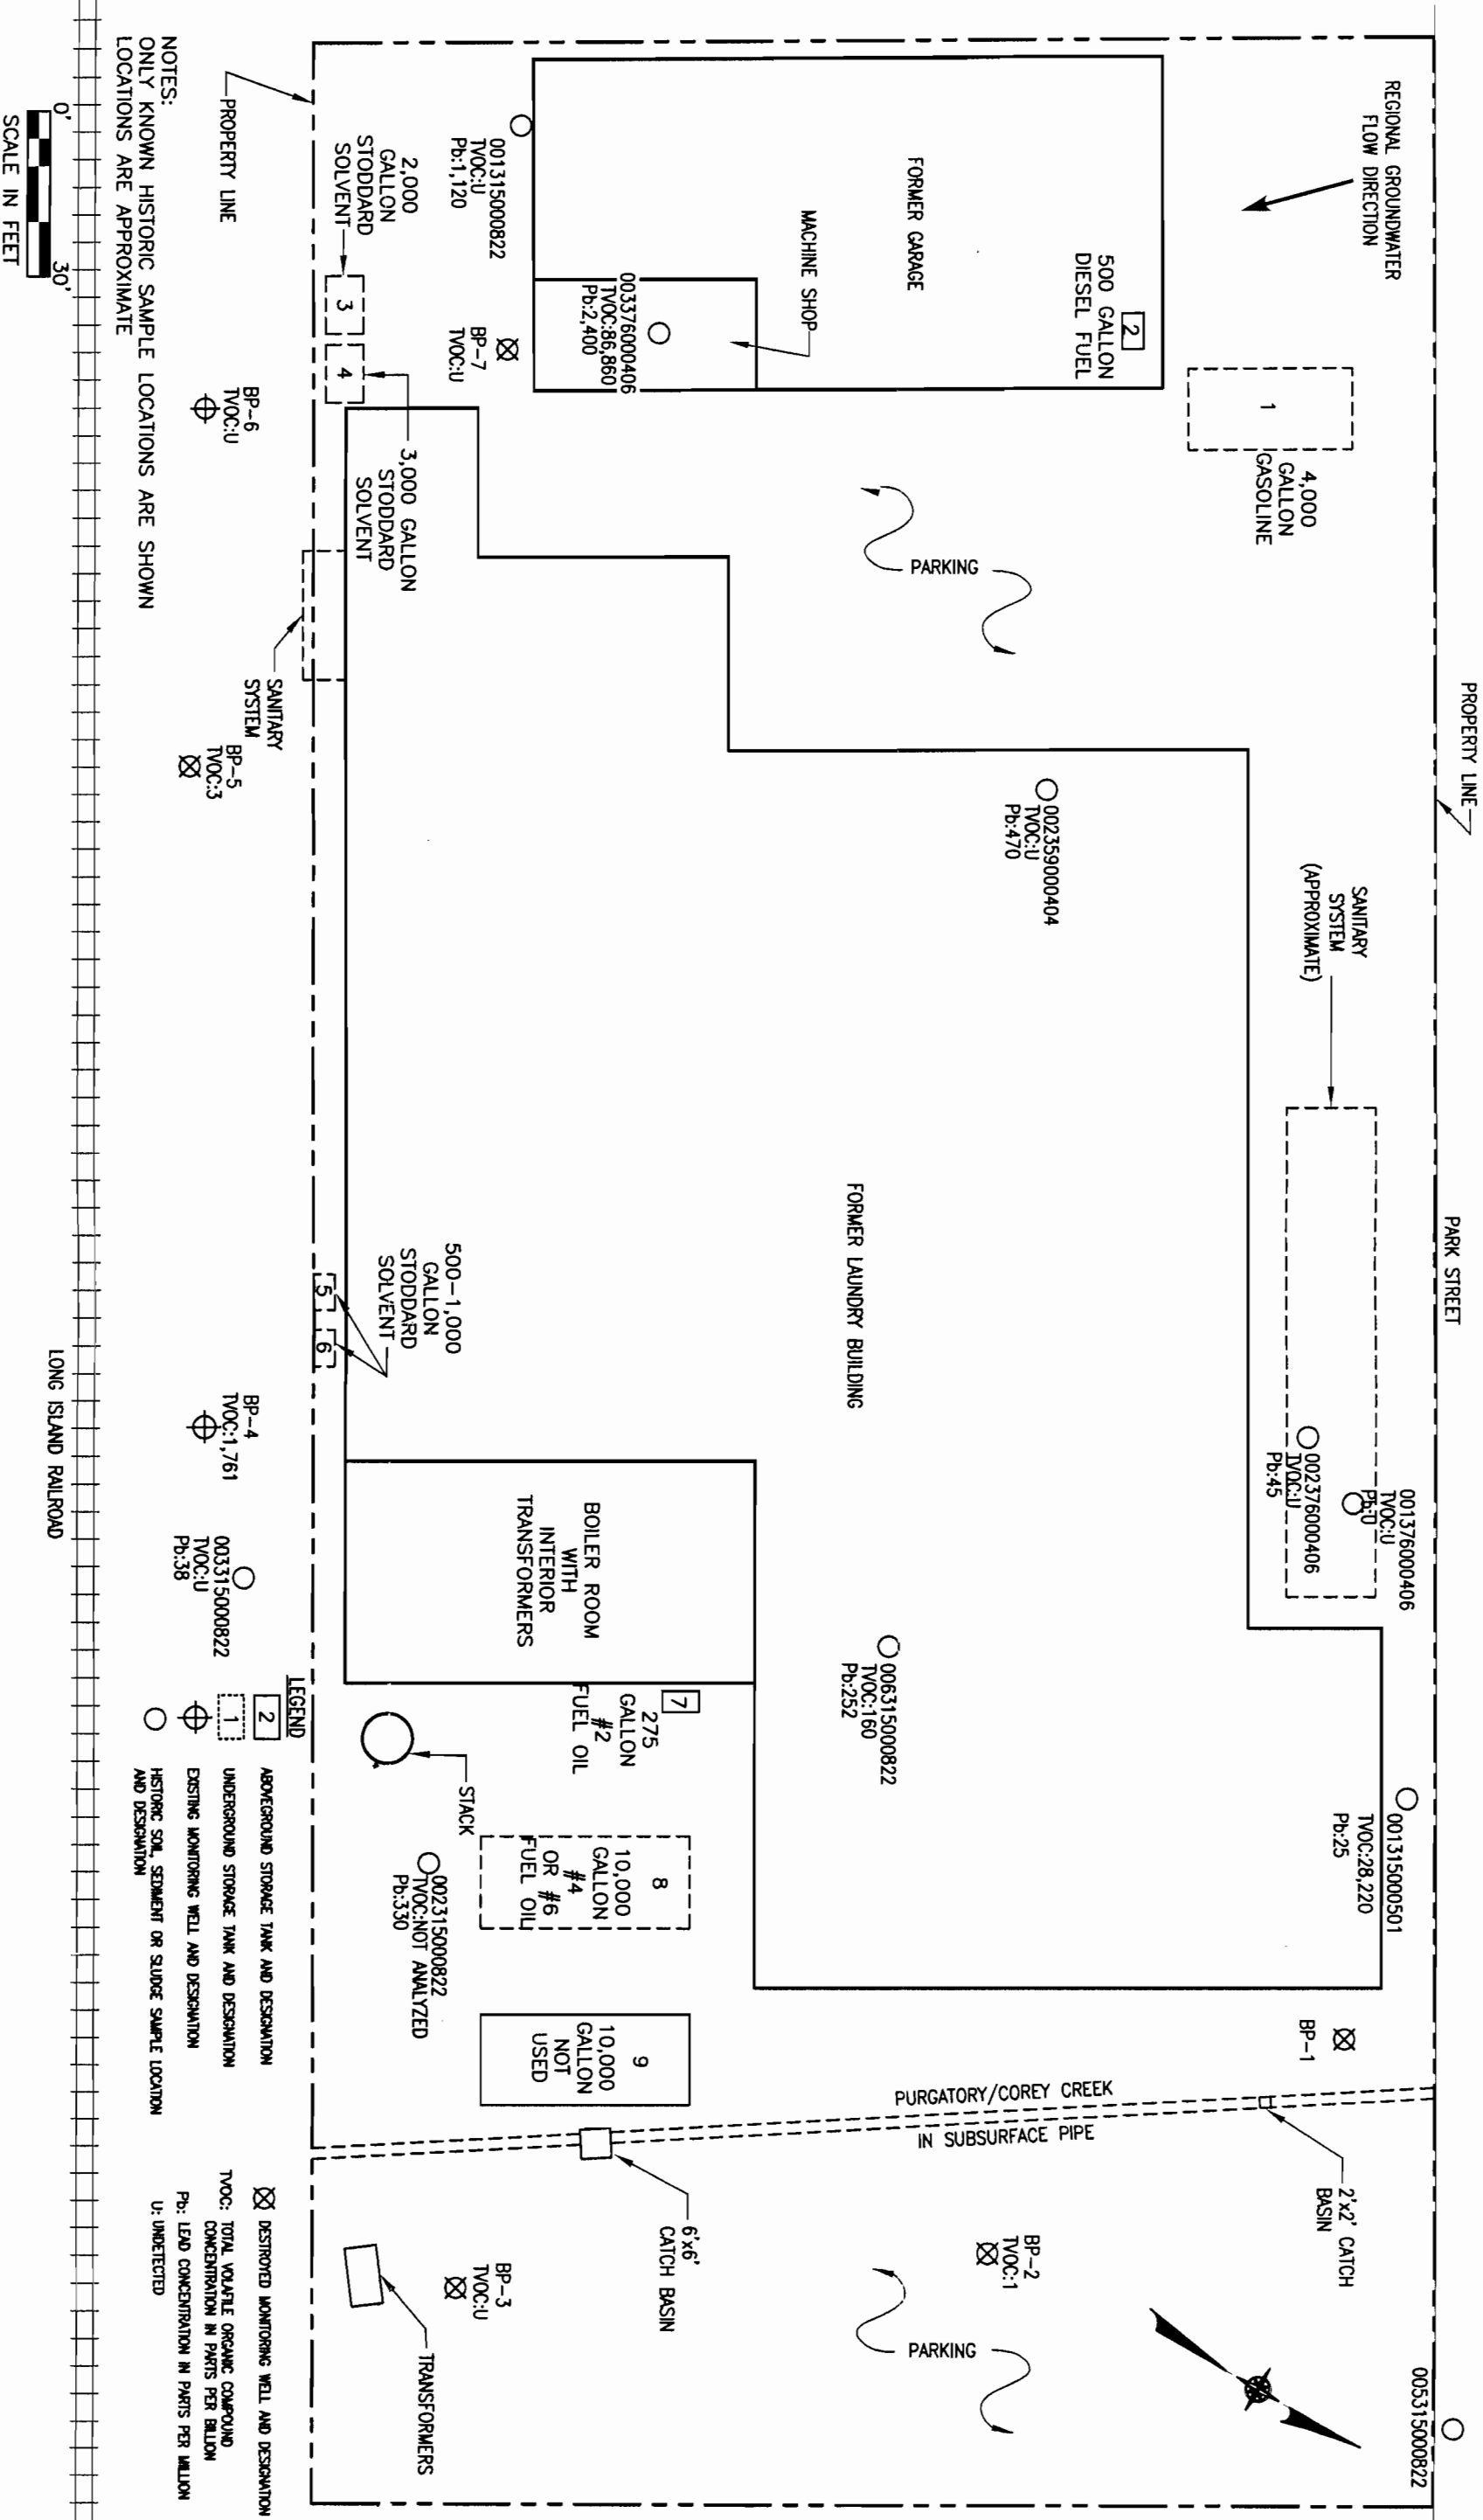 PROPERTY LINE
PARK STREET
REGIONAL GROUNDWATER
FLOW DIRECTION
4,000
GALLON
GASOLINE
1
2
500 GALLON
DIESEL FUEL
FORMER GARAGE
MACHINE SHOP
003376000406
TVOC:86,860
Pb:2,400
001315000822
TVOC:U
Pb:1,120
BP-7
TVOC:U
2,000
GALLON
STODDARD
SOLVENT
3
4
3,000 GALLON
STODDARD
SOLVENT
PROPERTY LINE
BP-6
TVOC:U
SANITARY
SYSTEM
BP-5
TVOC:3
PARKING
002359000404
TVOC:U
Pb:470
SANITARY
SYSTEM
(APPROXIMATE)
001376000406
TVOC:U
Pb:U
002376000406
TVOC:U
Pb:45
FORMER LAUNDRY BUILDING
500-1,000
GALLON
STODDARD
SOLVENT
5
6
BP-4
TVOC:1,761
003315000822
TVOC:U
Pb:38
BOILER ROOM
WITH
INTERIOR
TRANSFORMERS
006315000822
TVOC:160
Pb:252
001315000501
TVOC:28,220
Pb:25
7
275
GALLON
#2
FUEL OIL
STACK
8
10,000
GALLON
#4
OR #6
FUEL OIL
002315000822
TVOC:NOT ANALYZED
Pb:330
9
10,000
GALLON
NOT
USED
BP-1
PURGATORY/COREY CREEK
IN SUBSURFACE PIPE
2'x2' CATCH
BASIN
6'x6'
CATCH BASIN
BP-2
TVOC:1
BP-3
TVOC:U
PARKING
TRANSFORMERS
005315000822
LONG ISLAND RAILROAD
NOTES:
ONLY KNOWN HISTORIC SAMPLE LOCATIONS ARE SHOWN
LOCATIONS ARE APPROXIMATE
0'
30'
SCALE IN FEET
LEGEND
2
ABOVEGROUND STORAGE TANK AND DESIGNATION
1
UNDERGROUND STORAGE TANK AND DESIGNATION
EXISTING MONITORING WELL AND DESIGNATION
HISTORIC SOIL, SEDIMENT OR SLUDGE SAMPLE LOCATION
AND DESIGNATION
DESTROYED MONITORING WELL AND DESIGNATION
TVOC: TOTAL VOLATILE ORGANIC COMPOUND
CONCENTRATION IN PARTS PER BILLION
Pb: LEAD CONCENTRATION IN PARTS PER MILLION
U: UNDETECTED